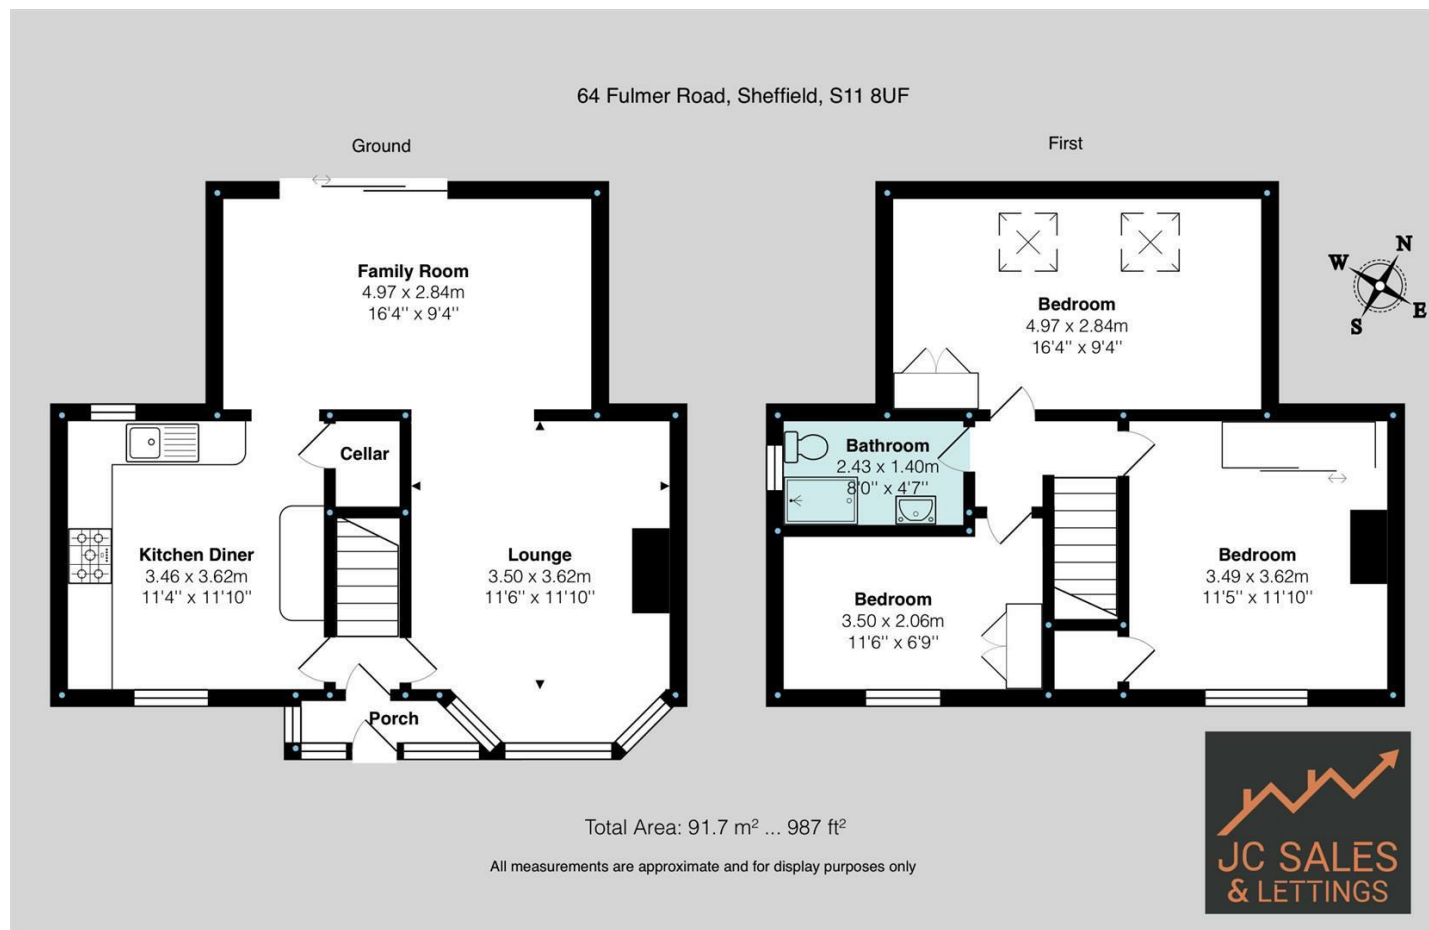 64 Fulmer Road, Sheffield, S11 8UF
Ground
First
Family Room
4.97 x 2.84m
16'4'' x 9'4''
Cellar
Kitchen Diner
3.46 x 3.62m
11'4'' x 11'10''
Lounge
3.50 x 3.62m
11'6'' x 11'10''
Porch
Bedroom
4.97 x 2.84m
16'4'' x 9'4''
Bathroom
2.43 x 1.40m
8'0'' x 4'7''
Bedroom
3.50 x 2.06m
11'6'' x 6'9''
Bedroom
3.49 x 3.62m
11'5'' x 11'10''
N
W
E
S
Total Area: 91.7 m² ... 987 ft²
All measurements are approximate and for display purposes only
JC SALES
& LETTINGS